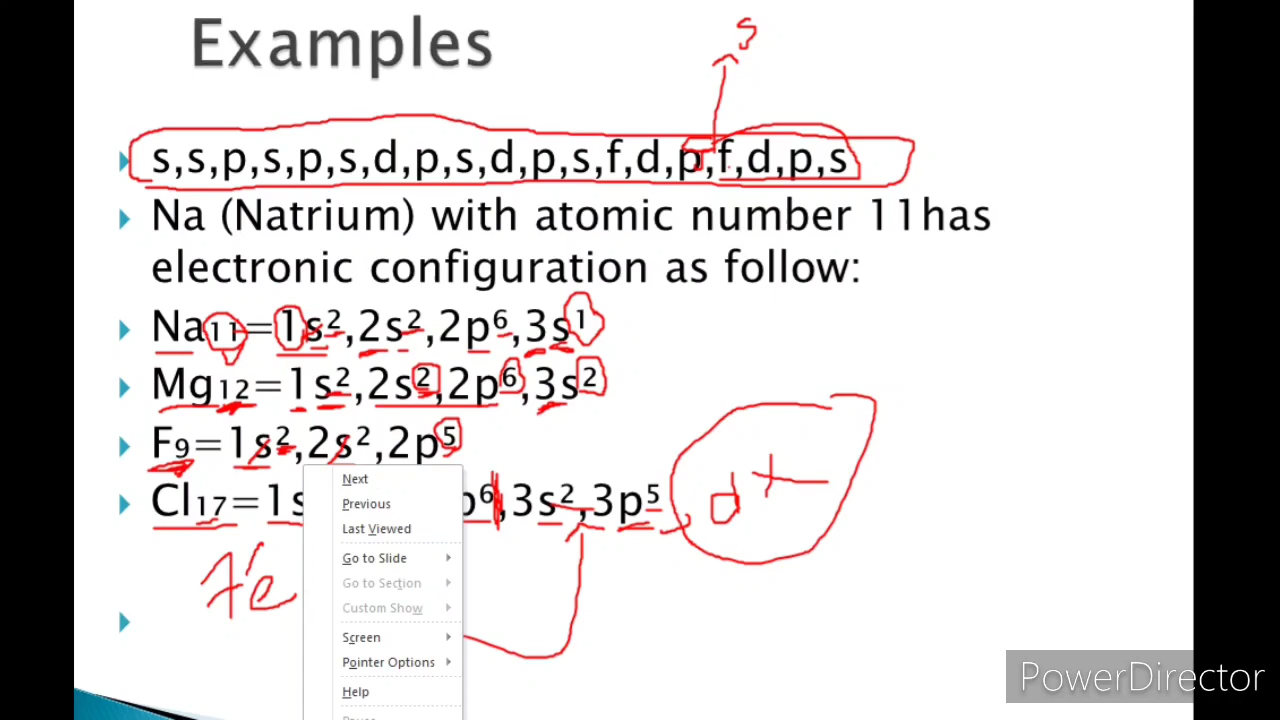 Examples
s
s,s,p,s,p,s,d,p,s,d,p,s,f,d,p,f,d,p,s
Na (Natrium) with atomic number 11has
electronic configuration as follow:
Na₁₁=1s²,2s²,2p⁶,3s¹
Mg₁₂=1s²,2s²,2p⁶,3s²
F₉=1s²,2s²,2p⁵
Cl₁₇=1s p⁶,3s²,3p⁵
d
Fe
Next
Previous
Last Viewed
Go to Slide
Go to Section
Custom Show
Screen
Pointer Options
Help
PowerDirector